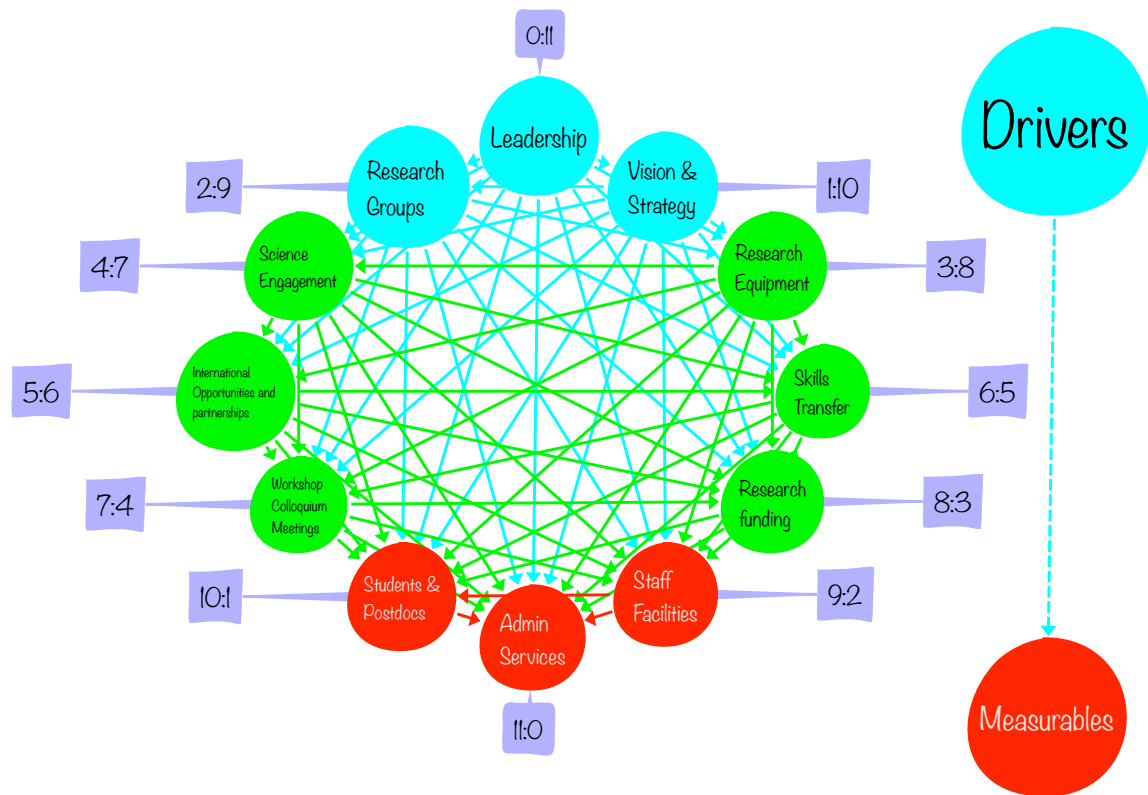 0:11
Leadership
Drivers
Research
Groups
Vision &
Strategy
2:9
1:10
Science
Engagement
Research
Equipment
4:7
3:8
International
Opportunities and
partnerships
Skills
Transfer
5:6
6:5
Workshop
Colloquium
Meetings
Research
funding
7:4
8:3
Students &
Postdocs
Staff
Facilities
10:1
9:2
Admin
Services
11:0
Measurables